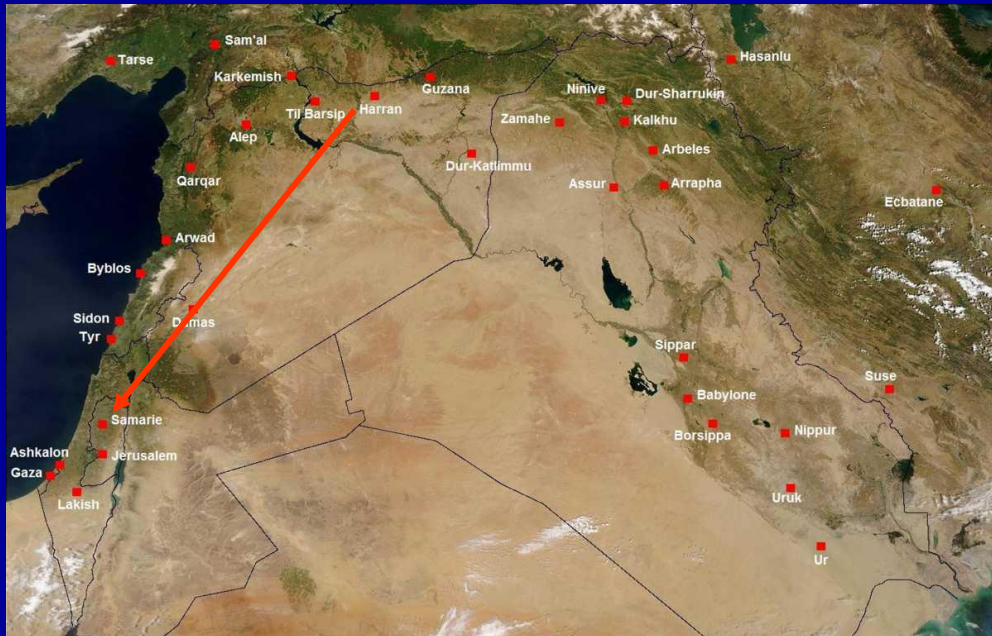 Sam'al
Tarse
Hasanlu
Karkemish
Guzana
Ninive
Dur-Sharrukin
Til Barsip
Harran
Zamahe
Kalkhu
Alep
Arbeles
Dur-Katlimmu
Qarqar
Assur
Arrapha
Ecbatane
Arwad
Byblos
Damas
Sidon
Tyr
Sippar
Suse
Babylone
Samarie
Borsippa
Nippur
Ashkalon
Jerusalem
Gaza
Lakish
Uruk
Ur